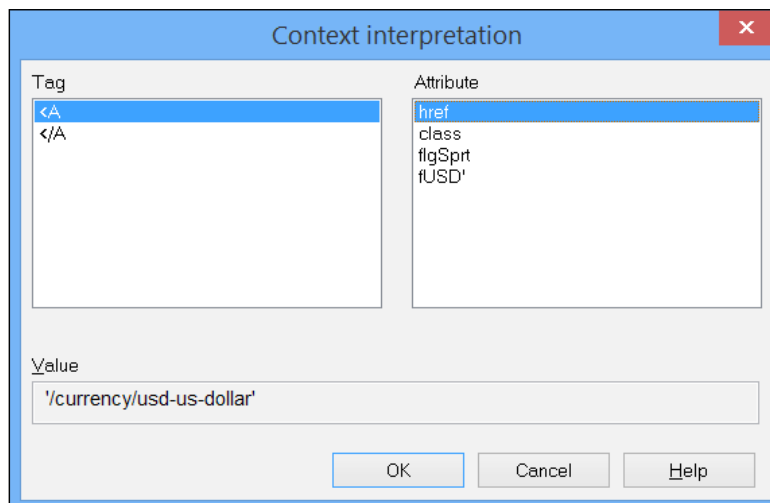 Context interpretation
Tag
Attribute
<A
</A
href
class
flgSprt
fUSD'
Value
'/currency/usd-us-dollar'
OK
Cancel
Help